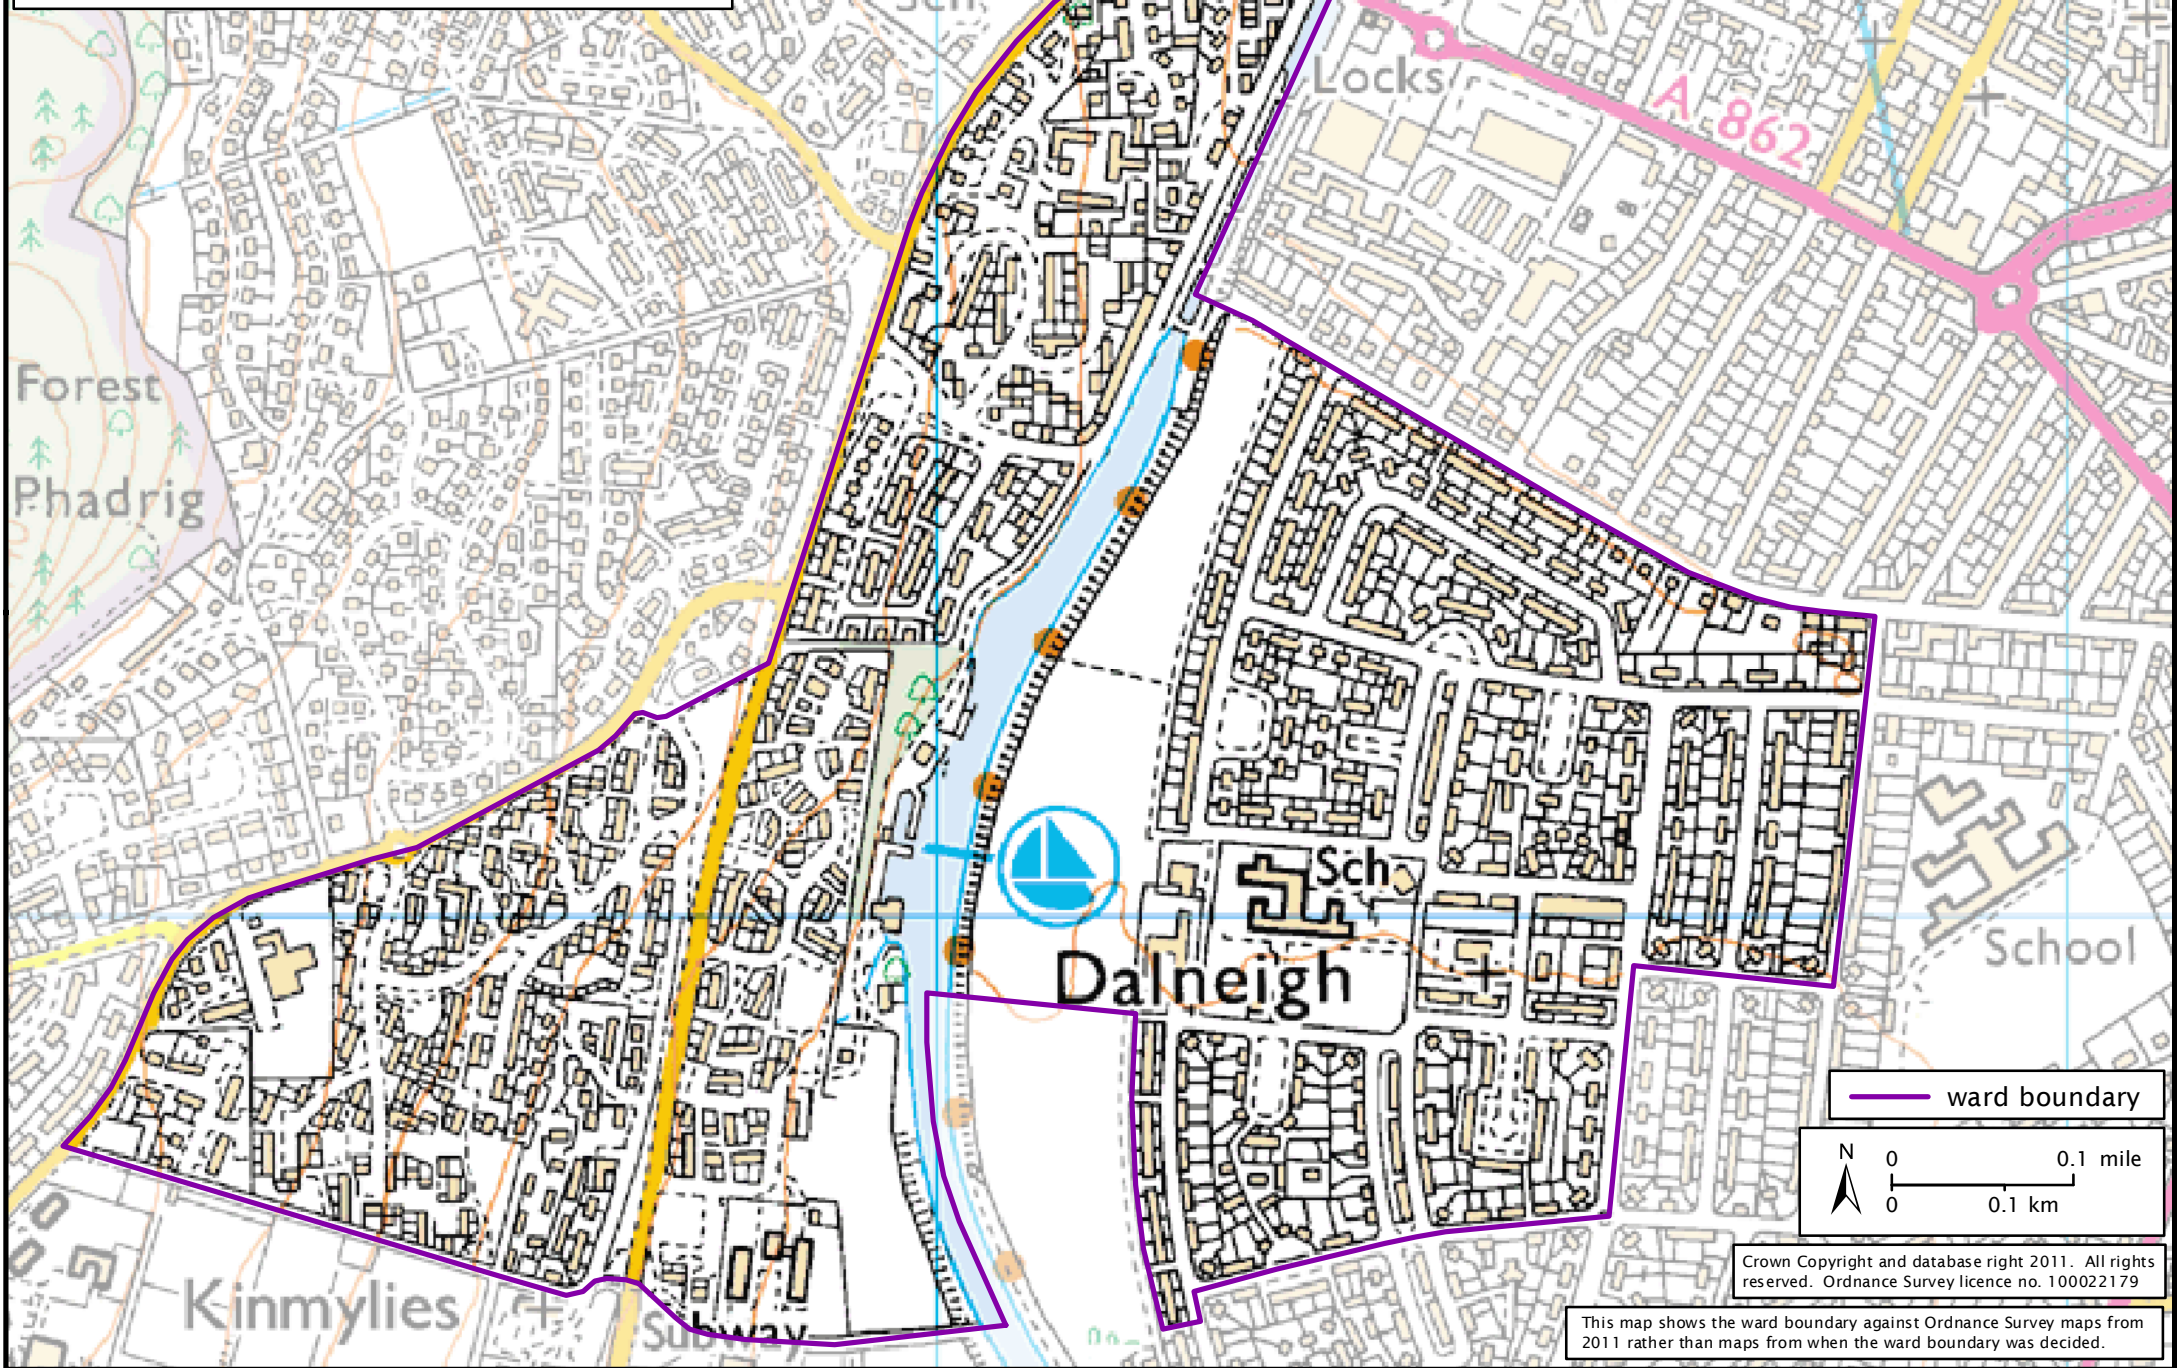 Locks
A 862
Forest
Phadrig
Sch
Dalneigh
School
Kinmylies
Subway
ward boundary
N
0 0.1 mile
0 0.1 km
Crown Copyright and database right 2011. All rights
reserved. Ordnance Survey licence no. 100022179
This map shows the ward boundary against Ordnance Survey maps from
2011 rather than maps from when the ward boundary was decided.